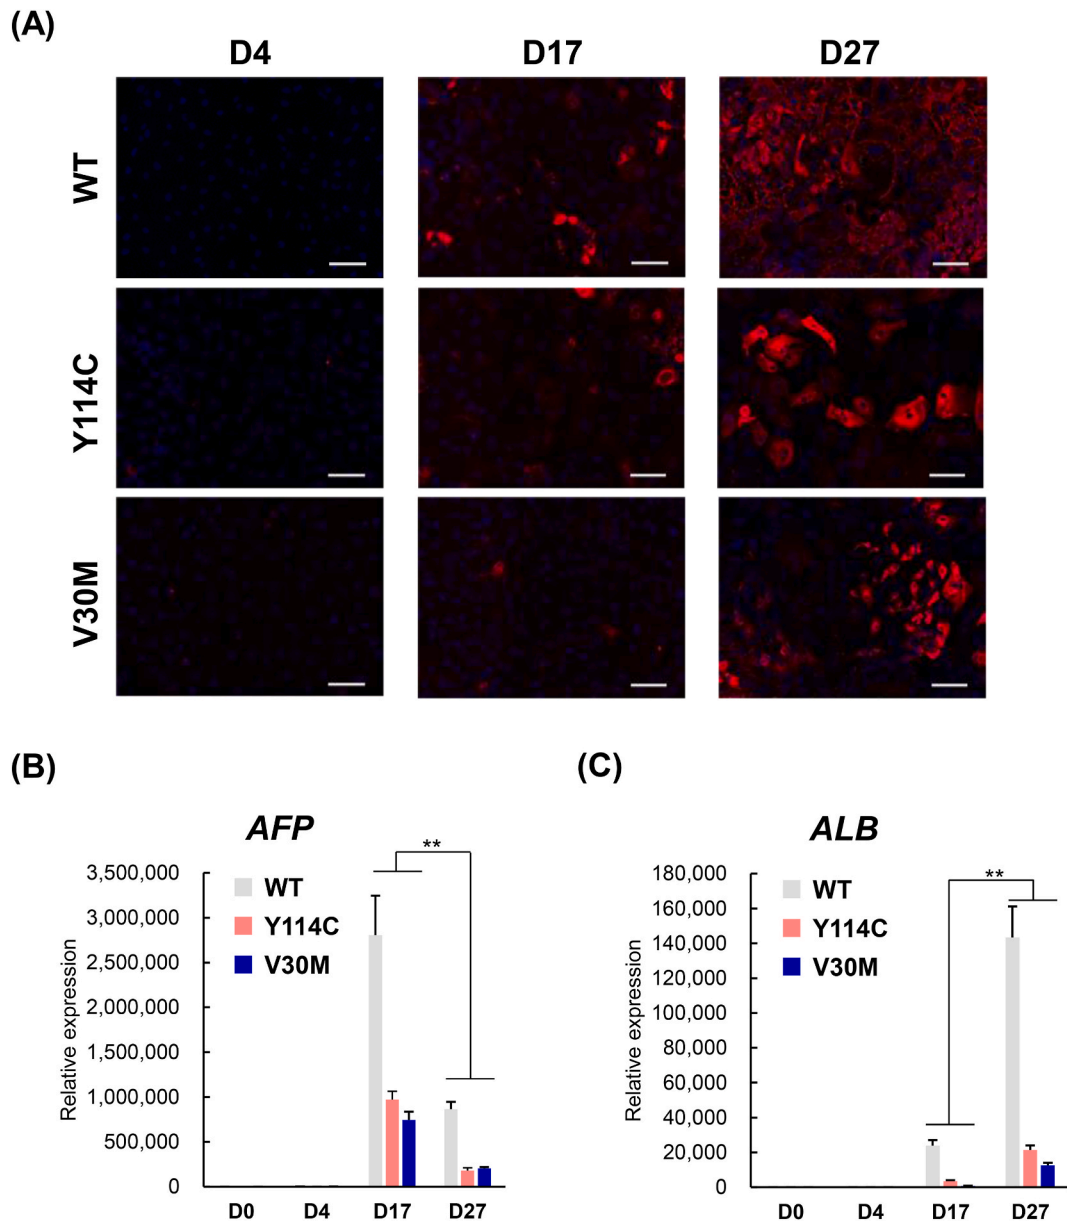 (A)
D4 D17 D27
WT
Y114C
V30M
(B)
AFP
**
3,500,000
3,000,000
2,500,000
2,000,000
1,500,000
1,000,000
500,000
0
Relative expression
WT
Y114C
V30M
D0 D4 D17 D27
(C)
ALB
**
180,000
160,000
140,000
120,000
100,000
80,000
60,000
40,000
20,000
0
Relative expression
WT
Y114C
V30M
D0 D4 D17 D27